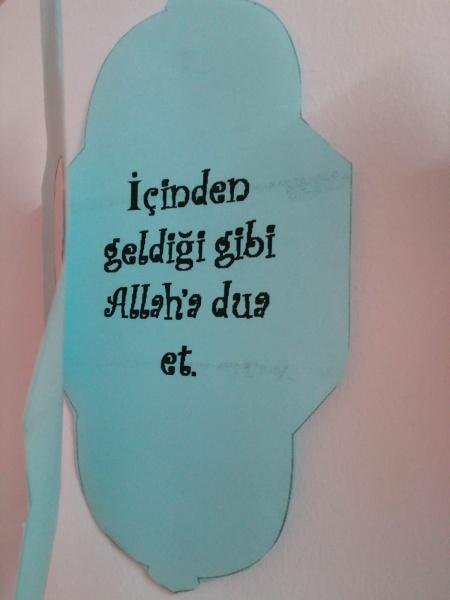 İçinden
geldiği gibi
Allah'a dua
et.